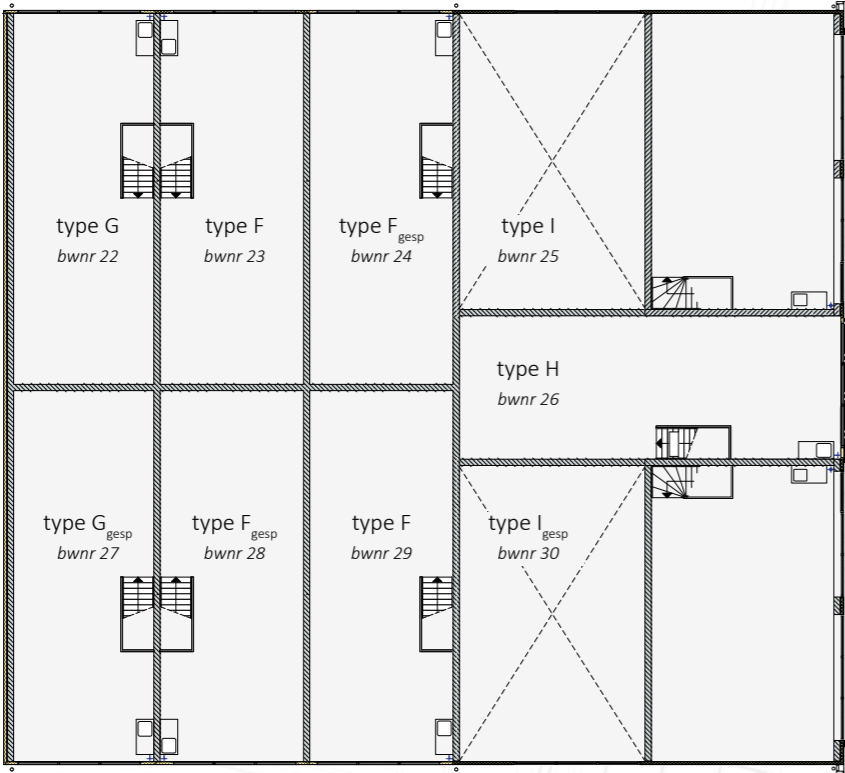 type G
bwnr 22
type F
bwnr 23
type Fgesp
bwnr 24
type I
bwnr 25
type H
bwnr 26
type Ggesp
bwnr 27
type Fgesp
bwnr 28
type F
bwnr 29
type Igesp
bwnr 30